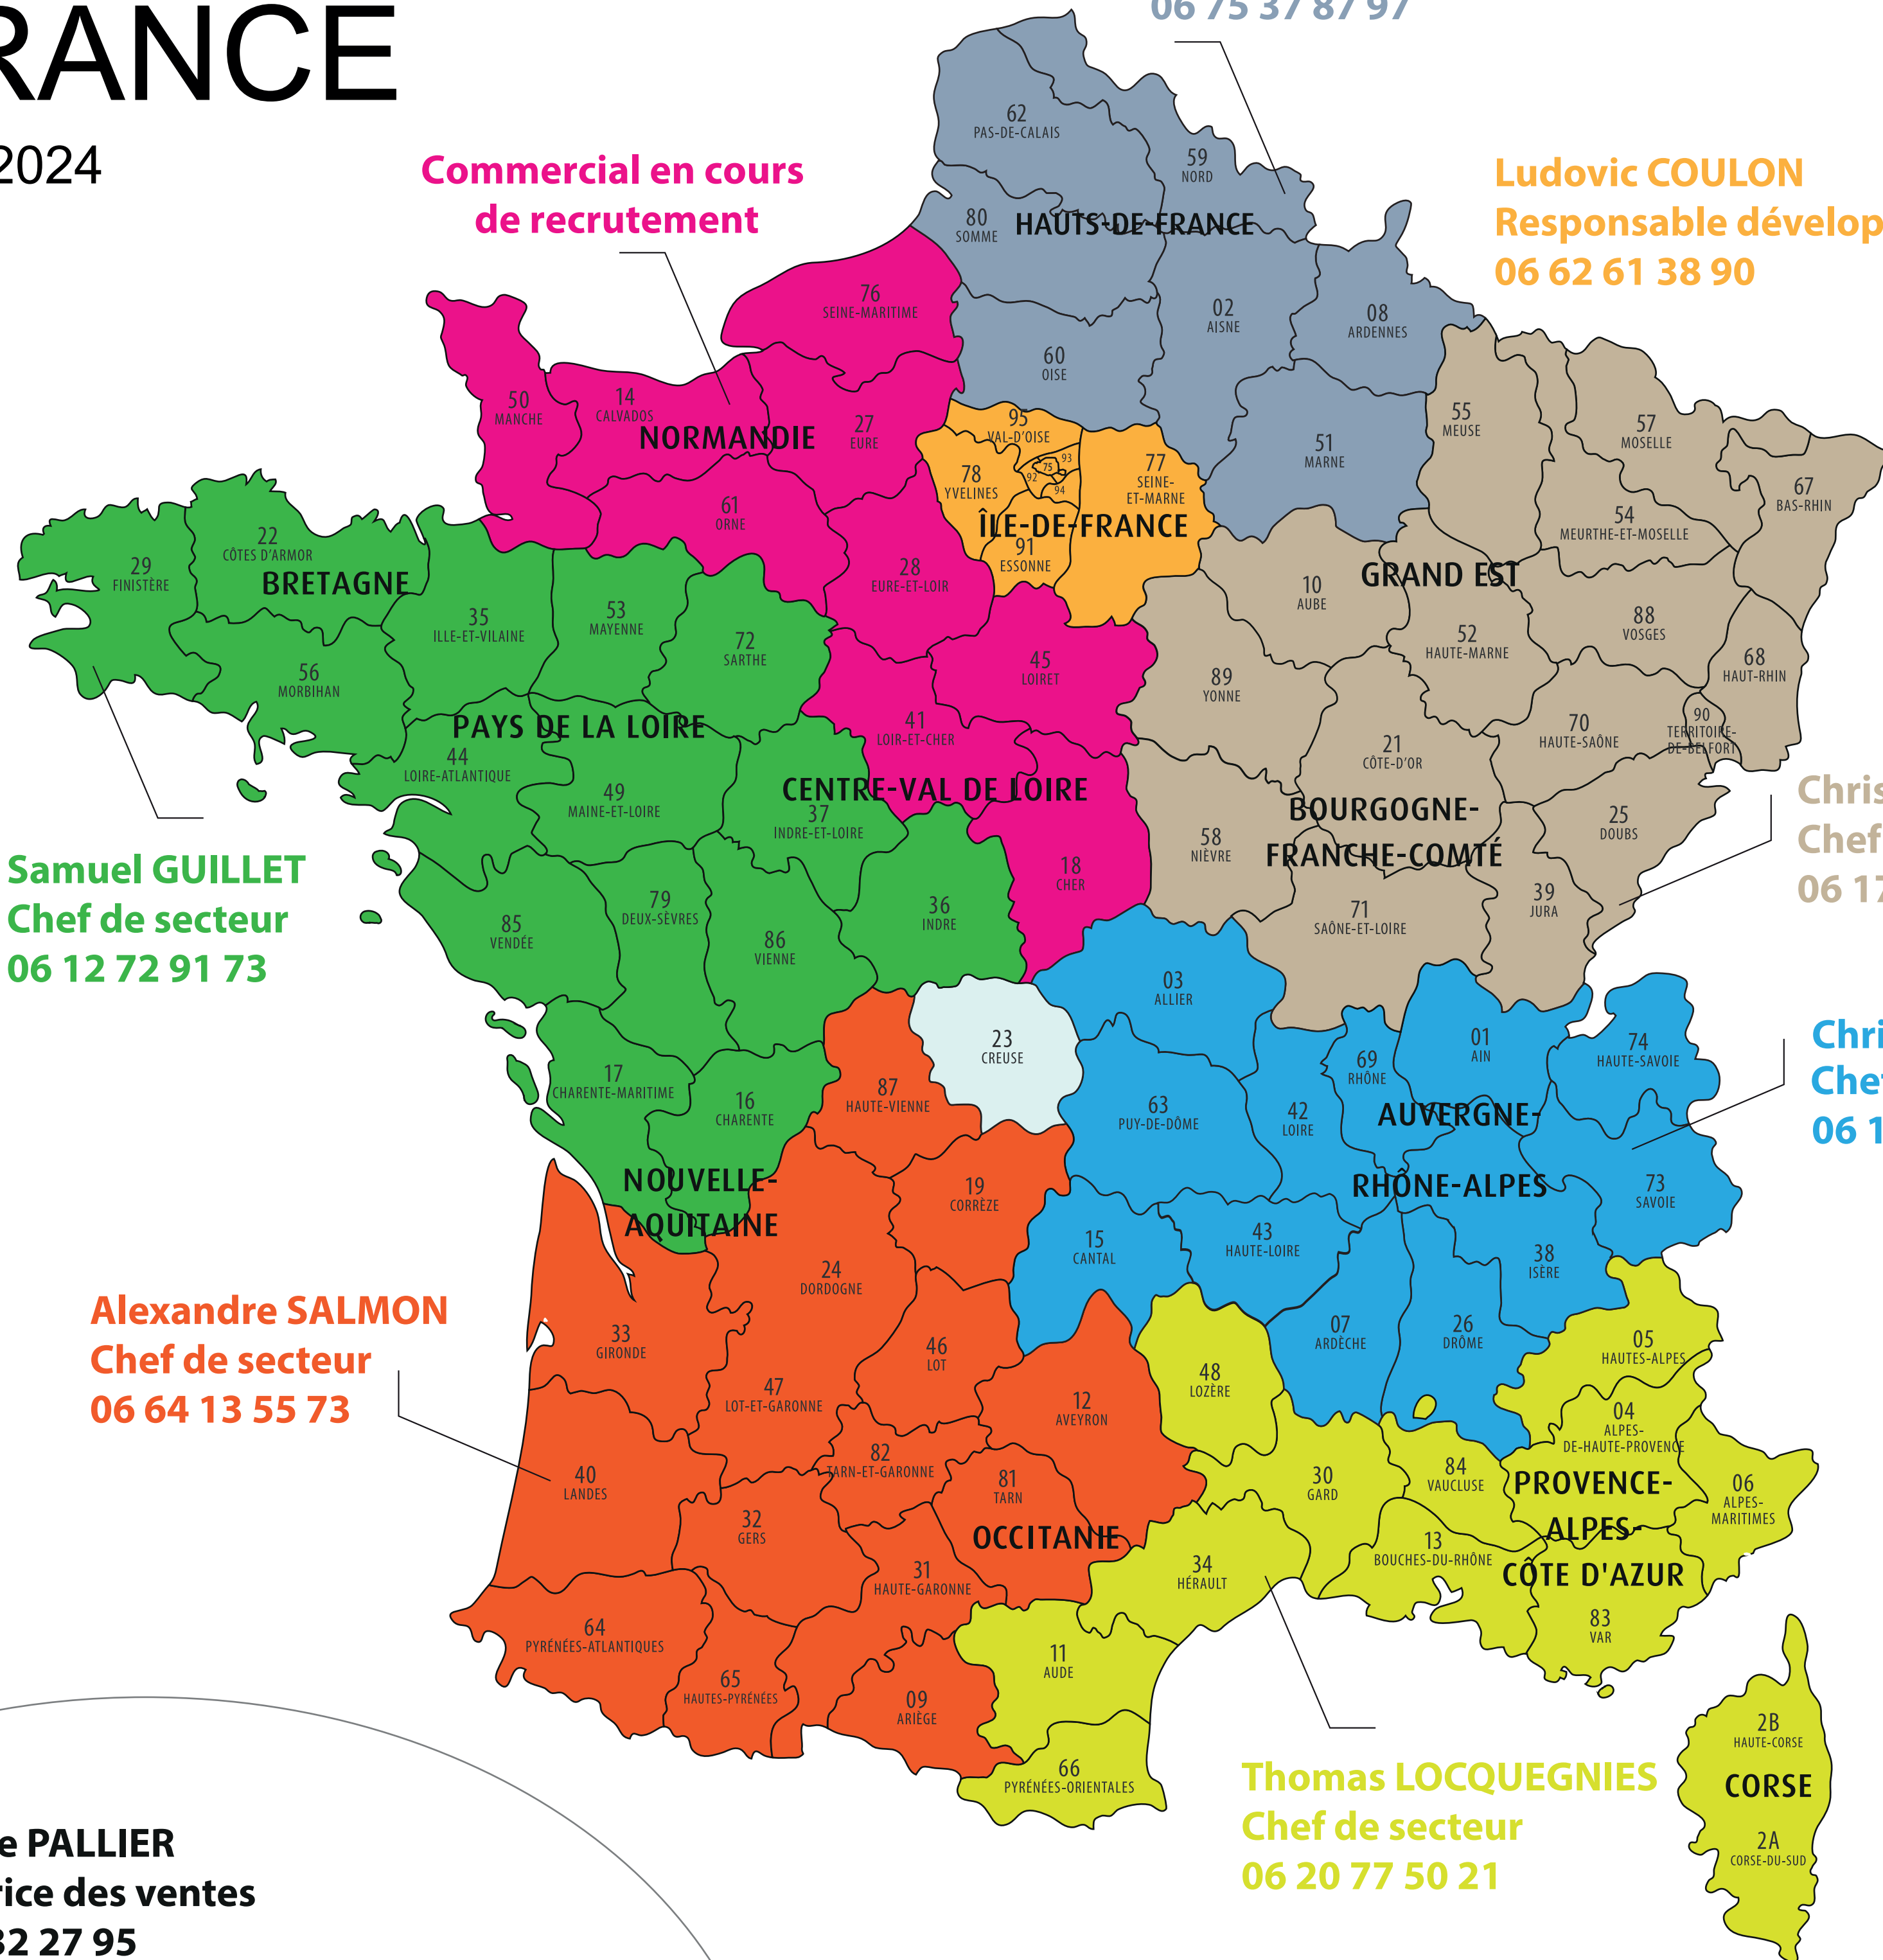 RANCE
2024
06 75 37 87 97
Commercial en cours
de recrutement
Ludovic COULON
Responsable dévelop
06 62 61 38 90
62
PAS-DE-CALAIS
59
NORD
80
SOMME
HAUTS-DE-FRANCE
76
SEINE-MARITIME
02
AISNE
08
ARDENNES
60
OISE
50
MANCHE
14
CALVADOS
NORMANDIE
27
EURE
95
VAL-D'OISE
55
MEUSE
57
MOSELLE
51
MARNE
78
YVELINES
93
75
92
94
77
SEINE-
ET-MARNE
67
BAS-RHIN
61
ORNE
ÎLE-DE-FRANCE
91
ESSONNE
54
MEURTHE-ET-MOSELLE
22
CÔTES D'ARMOR
29
FINISTÈRE
BRETAGNE
28
EURE-ET-LOIR
10
AUBE
GRAND EST
35
ILLE-ET-VILAINE
53
MAYENNE
72
SARTHE
88
VOSGES
52
HAUTE-MARNE
56
MORBIHAN
45
LOIRET
89
YONNE
68
HAUT-RHIN
PAYS DE LA LOIRE
41
LOIR-ET-CHER
70
HAUTE-SAÔNE
90
TERRITOIRE-
DE-BELFORT
44
LOIRE-ATLANTIQUE
21
CÔTE-D'OR
49
MAINE-ET-LOIRE
CENTRE-VAL DE LOIRE
37
INDRE-ET-LOIRE
BOURGOGNE-
FRANCHE-COMTÉ
25
DOUBS
58
NIÈVRE
Chris
Chef
06 17
Samuel GUILLET
Chef de secteur
06 12 72 91 73
18
CHER
39
JURA
85
VENDÉE
79
DEUX-SÈVRES
86
VIENNE
36
INDRE
71
SAÔNE-ET-LOIRE
03
ALLIER
23
CREUSE
01
AIN
74
HAUTE-SAVOIE
Chri
Chef
06 1
17
CHARENTE-MARITIME
16
CHARENTE
87
HAUTE-VIENNE
69
RHÔNE
63
PUY-DE-DÔME
42
LOIRE
AUVERGNE-
RHÔNE-ALPES
NOUVELLE-
AQUITAINE
19
CORRÈZE
73
SAVOIE
15
CANTAL
43
HAUTE-LOIRE
38
ISÈRE
24
DORDOGNE
Alexandre SALMON
Chef de secteur
06 64 13 55 73
33
GIRONDE
46
LOT
07
ARDÈCHE
26
DRÔME
05
HAUTES-ALPES
48
LOZÈRE
47
LOT-ET-GARONNE
12
AVEYRON
04
ALPES-
DE-HAUTE-PROVENCE
40
LANDES
82
TARN-ET-GARONNE
81
TARN
30
GARD
84
VAUCLUSE
PROVENCE-
ALPES-
CÔTE D'AZUR
06
ALPES-
MARITIMES
32
GERS
OCCITANIE
13
BOUCHES-DU-RHÔNE
31
HAUTE-GARONNE
34
HÉRAULT
64
PYRÉNÉES-ATLANTIQUES
83
VAR
11
AUDE
65
HAUTES-PYRÉNÉES
09
ARIÈGE
66
PYRÉNÉES-ORIENTALES
2B
HAUTE-CORSE
CORSE
2A
CORSE-DU-SUD
Thomas LOCQUEGNIES
Chef de secteur
06 20 77 50 21
e PALLIER
rice des ventes
32 27 95